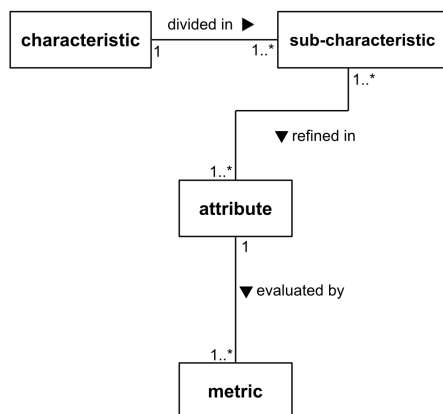 divided in ▶
characteristic
sub-characteristic
1
1..*
1..*
▼ refined in
1..*
attribute
1
▼ evaluated by
1..*
metric